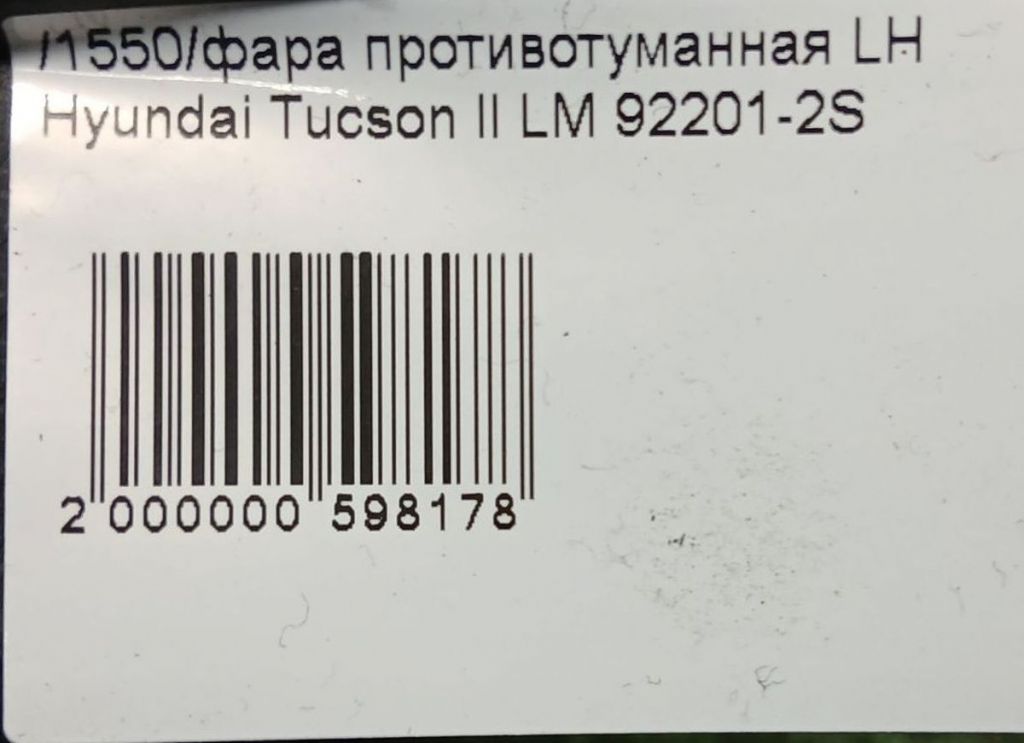 /1550/фара противотуманная LH
Hyundai Tucson II LM 92201-2S
2 000000 598178